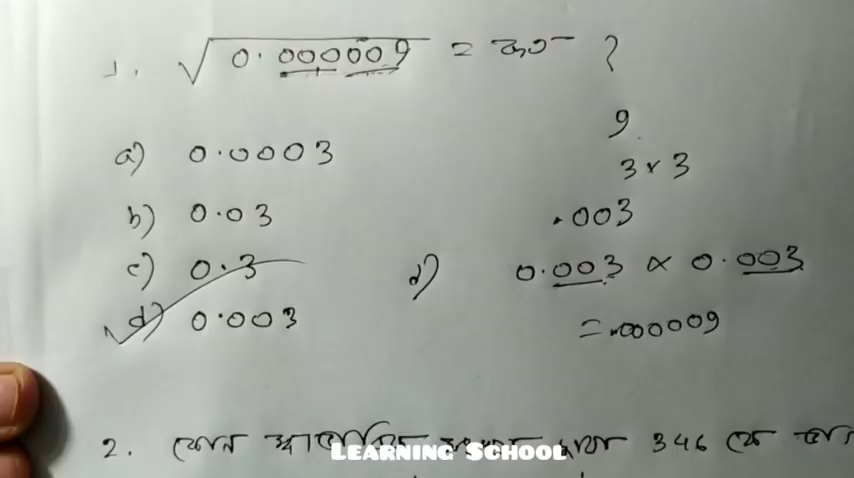 1. √0.000009 = ?
a) 0.0003
b) 0.03
c) 0.3
d) 0.003
9
3 × 3
.003
d) 0.003 × 0.003
= .000009
2. কোন 346 কে
LEARNING SCHOOL